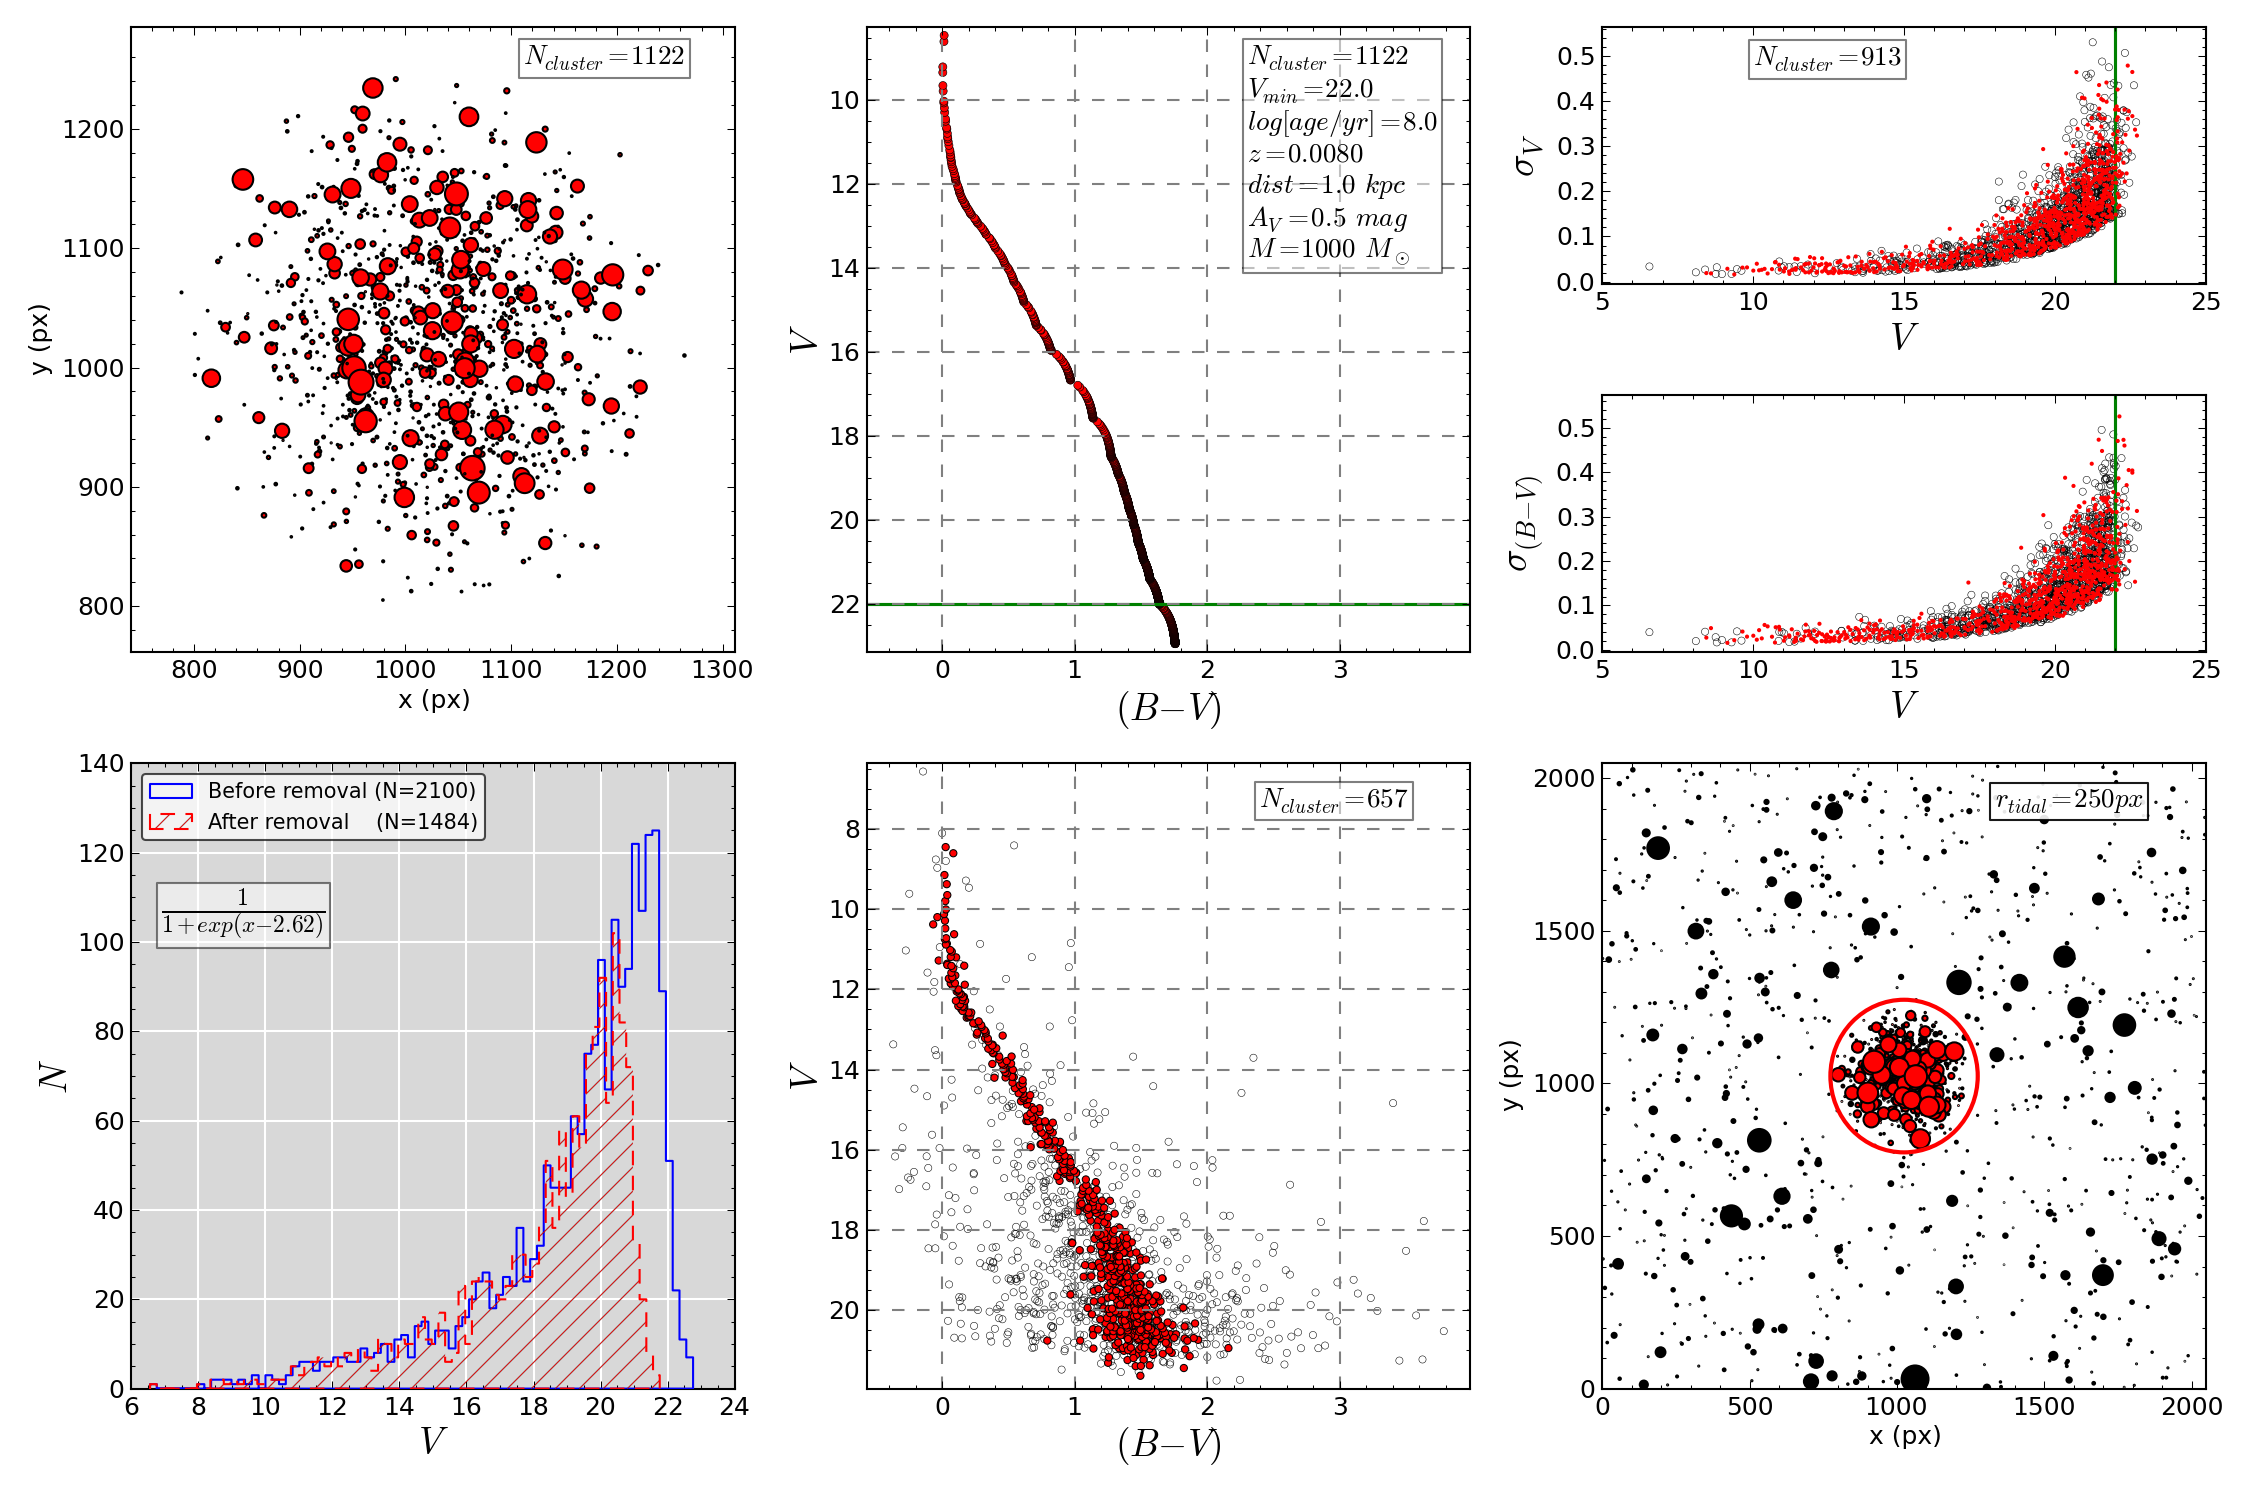 N_cluster=1122
1200
1100
1000
900
800
y (px)
800 900 1000 1100 1200 1300
x (px)
N_cluster=1122
V_min=22.0
log[age/yr]=8.0
z=0.0080
dist=1.0 kpc
A_V=0.5 mag
M=1000 M_⊙
10
12
14
16
18
20
22
V
0 1 2 3
(B−V)
N_cluster=913
0.5
0.4
0.3
0.2
0.1
0.0
σ_V
5 10 15 20 25
V
0.5
0.4
0.3
0.2
0.1
0.0
σ_(B−V)
5 10 15 20 25
V
Before removal (N=2100)
After removal (N=1484)
1
1+exp(x−2.62)
140
120
100
80
60
40
20
0
N
6 8 10 12 14 16 18 20 22 24
V
N_cluster=657
8
10
12
14
16
18
20
V
0 1 2 3
(B−V)
r_tidal=250px
2000
1500
1000
500
0
y (px)
0 500 1000 1500 2000
x (px)